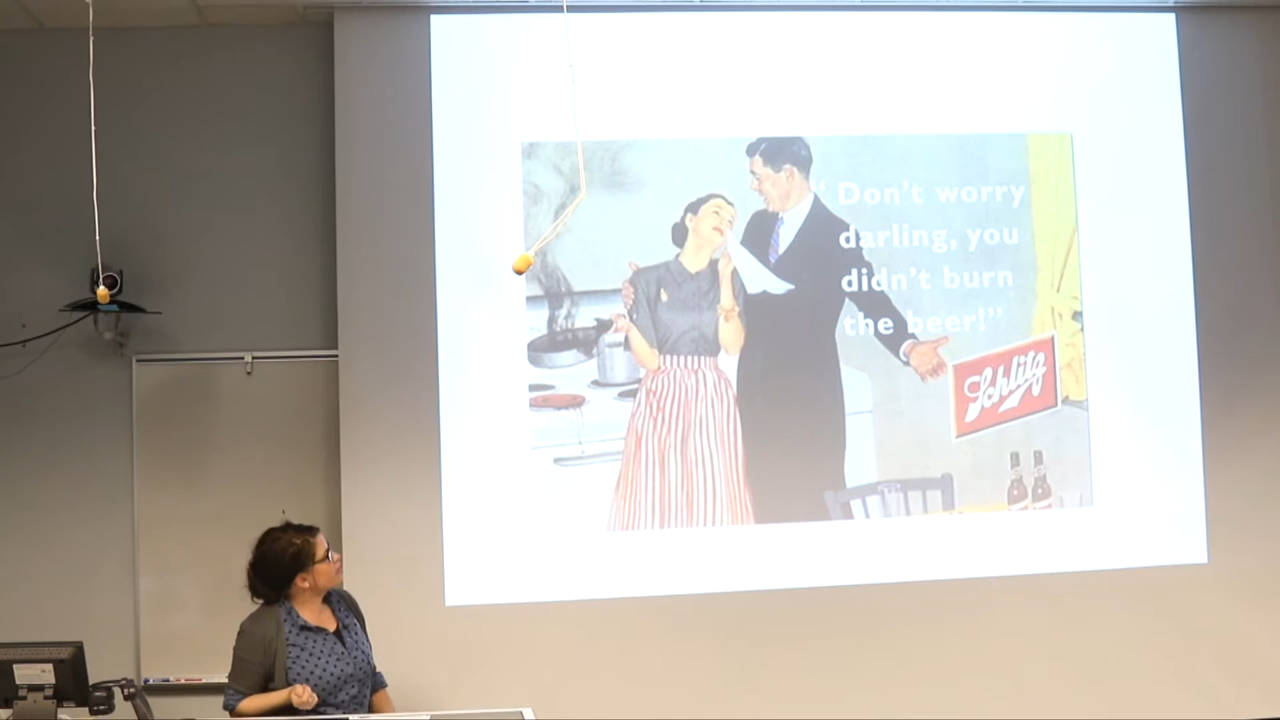 “Don’t worry
darling, you
didn’t burn
the beer!”
Schlitz